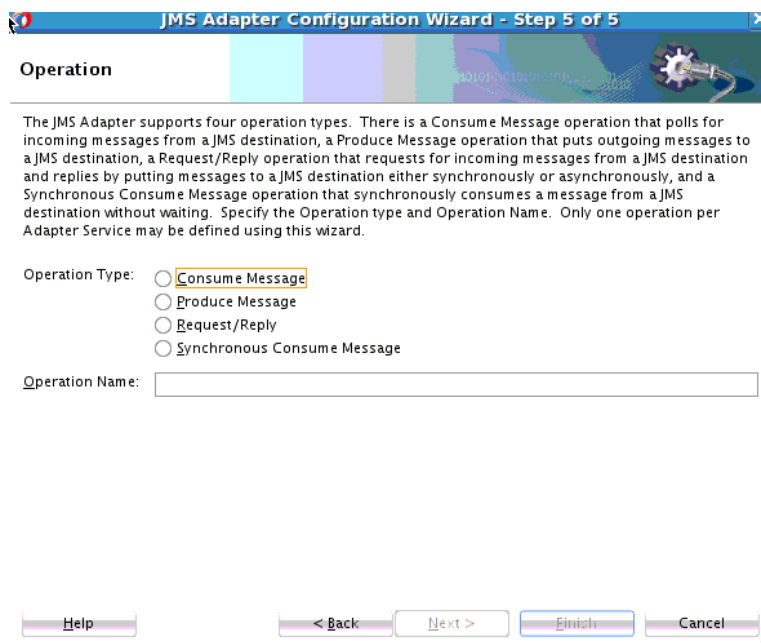 JMS Adapter Configuration Wizard - Step 5 of 5
Operation
The JMS Adapter supports four operation types. There is a Consume Message operation that polls for
incoming messages from a JMS destination, a Produce Message operation that puts outgoing messages to
a JMS destination, a Request/Reply operation that requests for incoming messages from a JMS destination
and replies by putting messages to a JMS destination either synchronously or asynchronously, and a
Synchronous Consume Message operation that synchronously consumes a message from a JMS
destination without waiting. Specify the Operation type and Operation Name. Only one operation per
Adapter Service may be defined using this wizard.
Operation Type:
Consume Message
Produce Message
Request/Reply
Synchronous Consume Message
Operation Name:
Help
< Back
Next >
Finish
Cancel